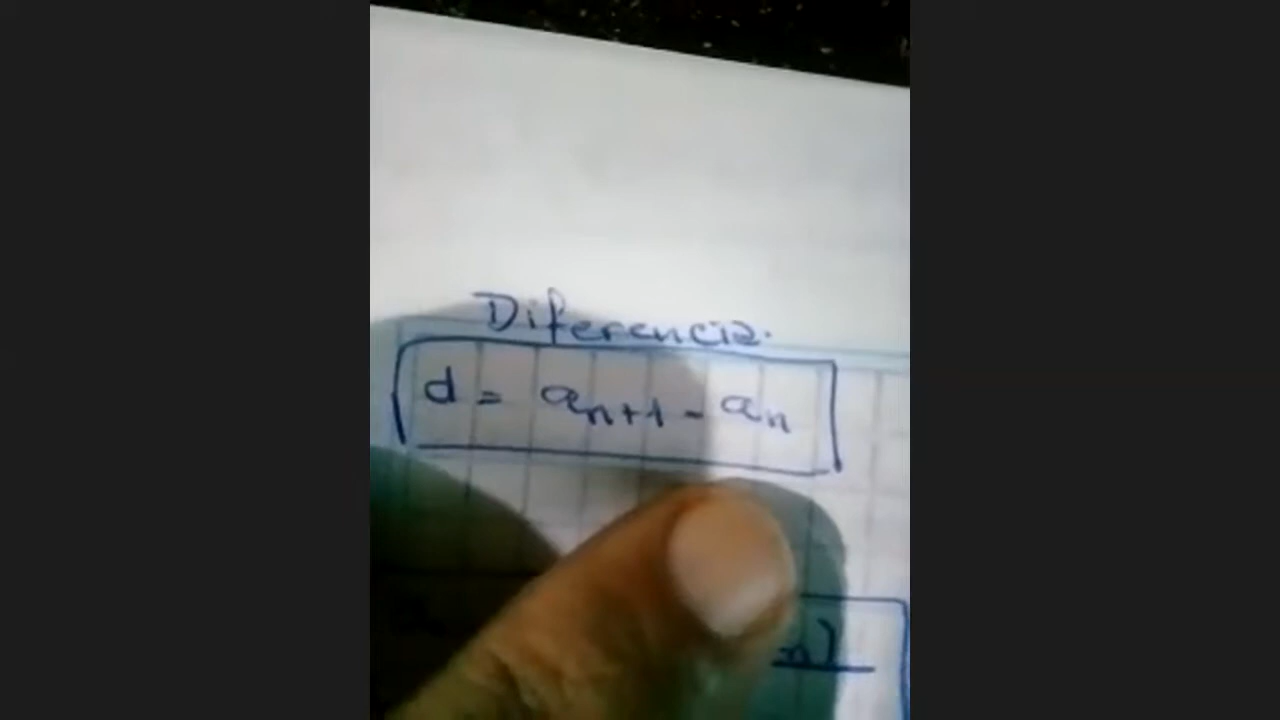 Diferencia.
d = aₙ₊₁ - aₙ
n)